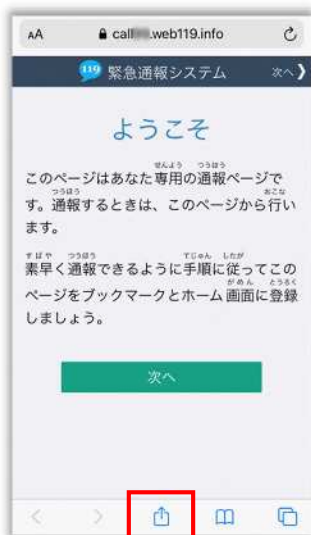 AA call .web119.info
119 緊急通報システム 次へ
ようこそ
このページはあなた専用の通報ページで
す。通報するときは、このページから行い
ます。
素早く通報できるように手順に従ってこの
ページをブックマークとホーム画面に登録
しましょう。
次へ